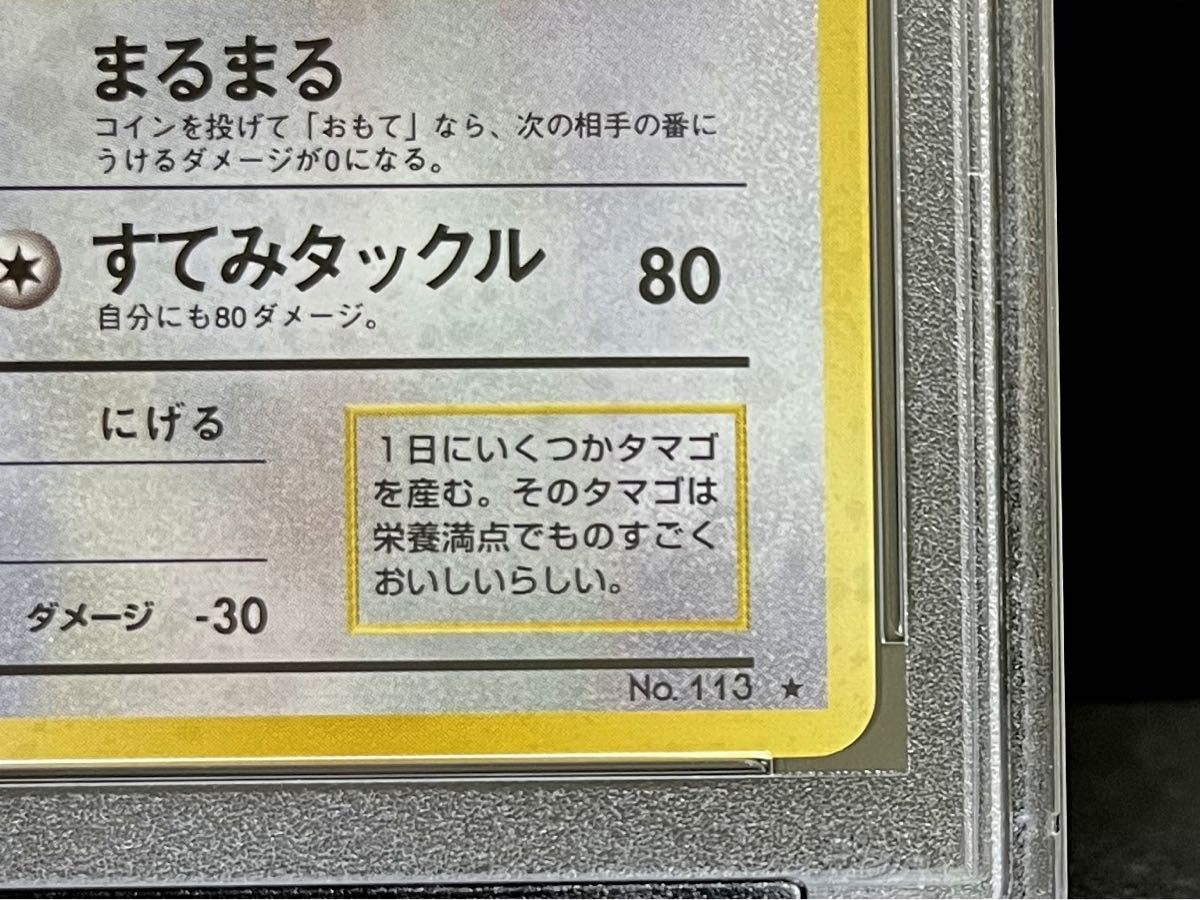 まるまる
コインを投げて「おもて」なら、次の相手の番に
うけるダメージが0になる。
すてみタックル 80
自分にも80ダメージ。
にげる
1日にいくつかタマゴ
を産む。そのタマゴは
栄養満点でものすごく
おいしいらしい。
ダメージ -30
No. 113 ★